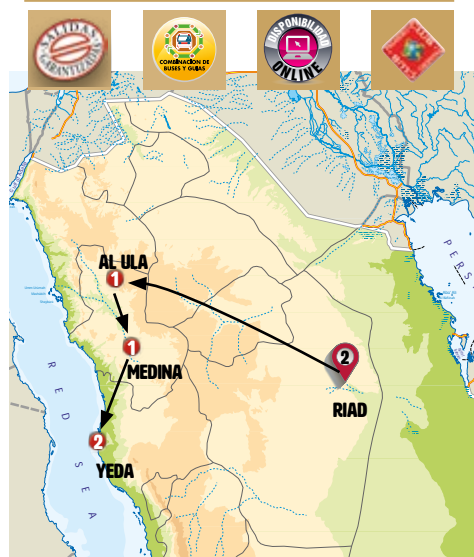 SALIDAS
GARANTIZADAS
COMBINACIÓN DE
BUSES Y GUÍAS
DISPONIBILIDAD
ONLINE
AL ULA
1
1
MEDINA
2
YEDA
2
RIAD
RED SEA
PERS